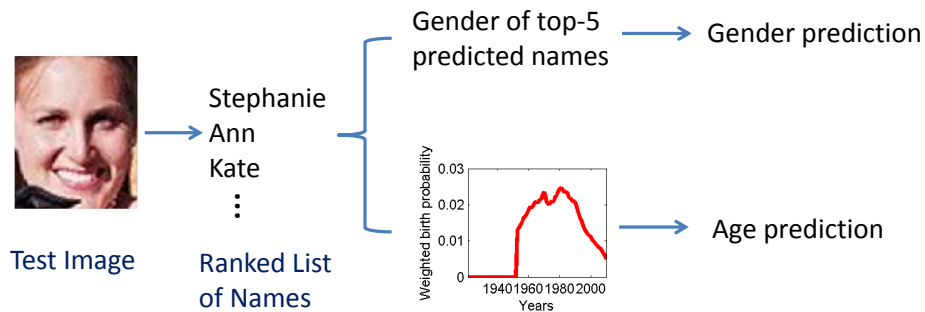 Gender of top-5
predicted names
Gender prediction
Stephanie
Ann
Kate
⋮
Test Image
Ranked List
of Names
Weighted birth probability
0.03
0.02
0.01
0
1940 1960 1980 2000
Years
Age prediction